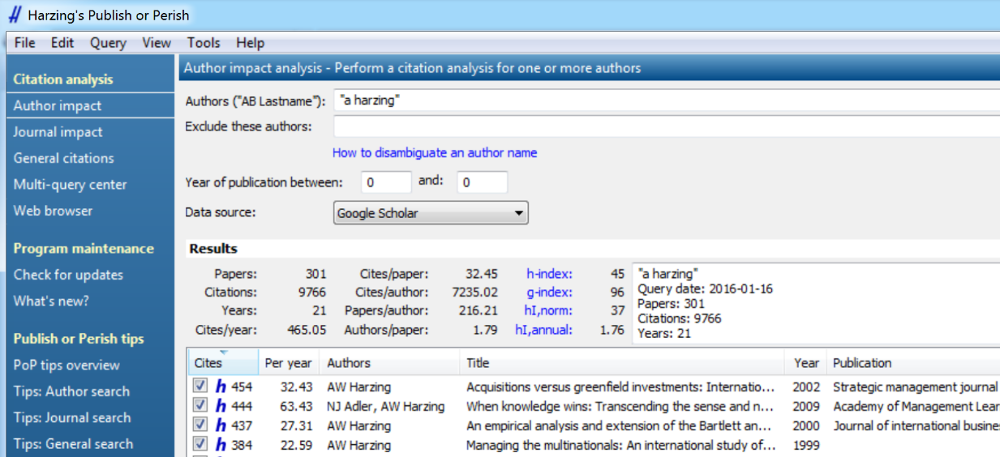 Harzing's Publish or Perish
File Edit Query View Tools Help
Citation analysis
Author impact
Journal impact
General citations
Multi-query center
Web browser
Program maintenance
Check for updates
What's new?
Publish or Perish tips
PoP tips overview
Tips: Author search
Tips: Journal search
Tips: General search
Author impact analysis - Perform a citation analysis for one or more authors
Authors ("AB Lastname"): "a harzing"
Exclude these authors:
How to disambiguate an author name
Year of publication between: 0 and: 0
Data source: Google Scholar
Results
Papers: 301 Cites/paper: 32.45 h-index: 45
Citations: 9766 Cites/author: 7235.02 g-index: 96
Years: 21 Papers/author: 216.21 hI,norm: 37
Cites/year: 465.05 Authors/paper: 1.79 hI,annual: 1.76
"a harzing"
Query date: 2016-01-16
Papers: 301
Citations: 9766
Years: 21
Cites Per year Authors Title Year Publication
h 454 32.43 AW Harzing Acquisitions versus greenfield investments: Internatio... 2002 Strategic management journal
h 444 63.43 NJ Adler, AW Harzing When knowledge wins: Transcending the sense and n... 2009 Academy of Management Lear
h 437 27.31 AW Harzing An empirical analysis and extension of the Bartlett an... 2000 Journal of international busine
h 384 22.59 AW Harzing Managing the multinationals: An international study of... 1999